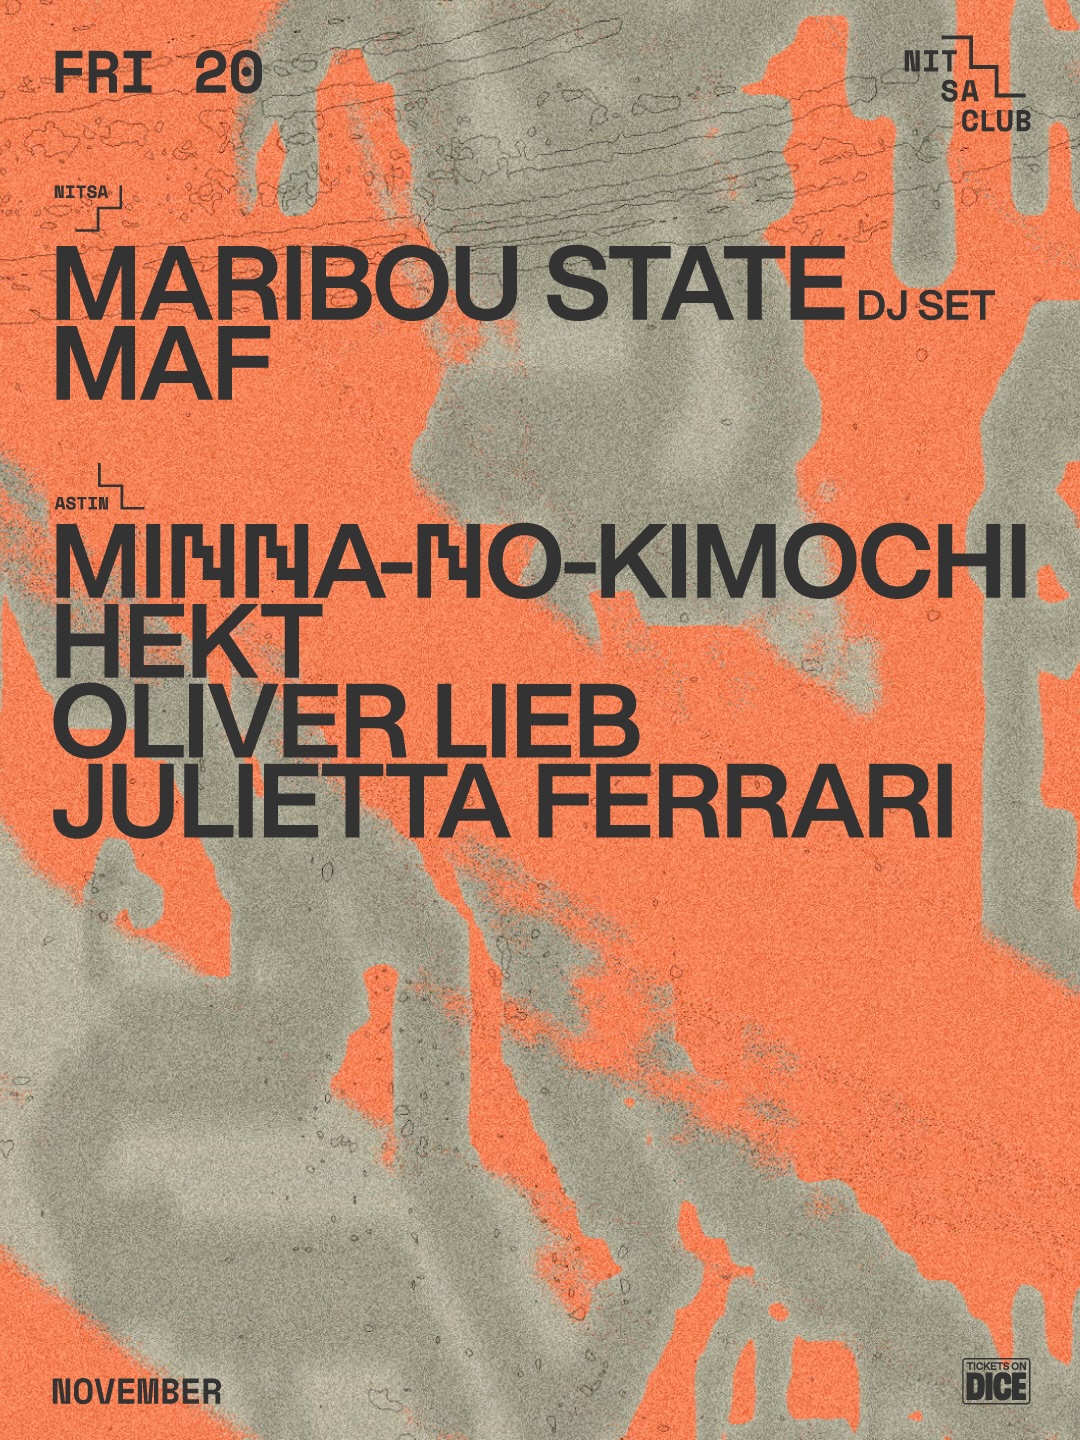 FRI 20
NIT
SA
CLUB
NITSA
MARIBOU STATE DJ SET
MAF
ASTIN
MINNA-NO-KIMOCHI
HEKT
OLIVER LIEB
JULIETTA FERRARI
NOVEMBER
TICKETS ON
DICE